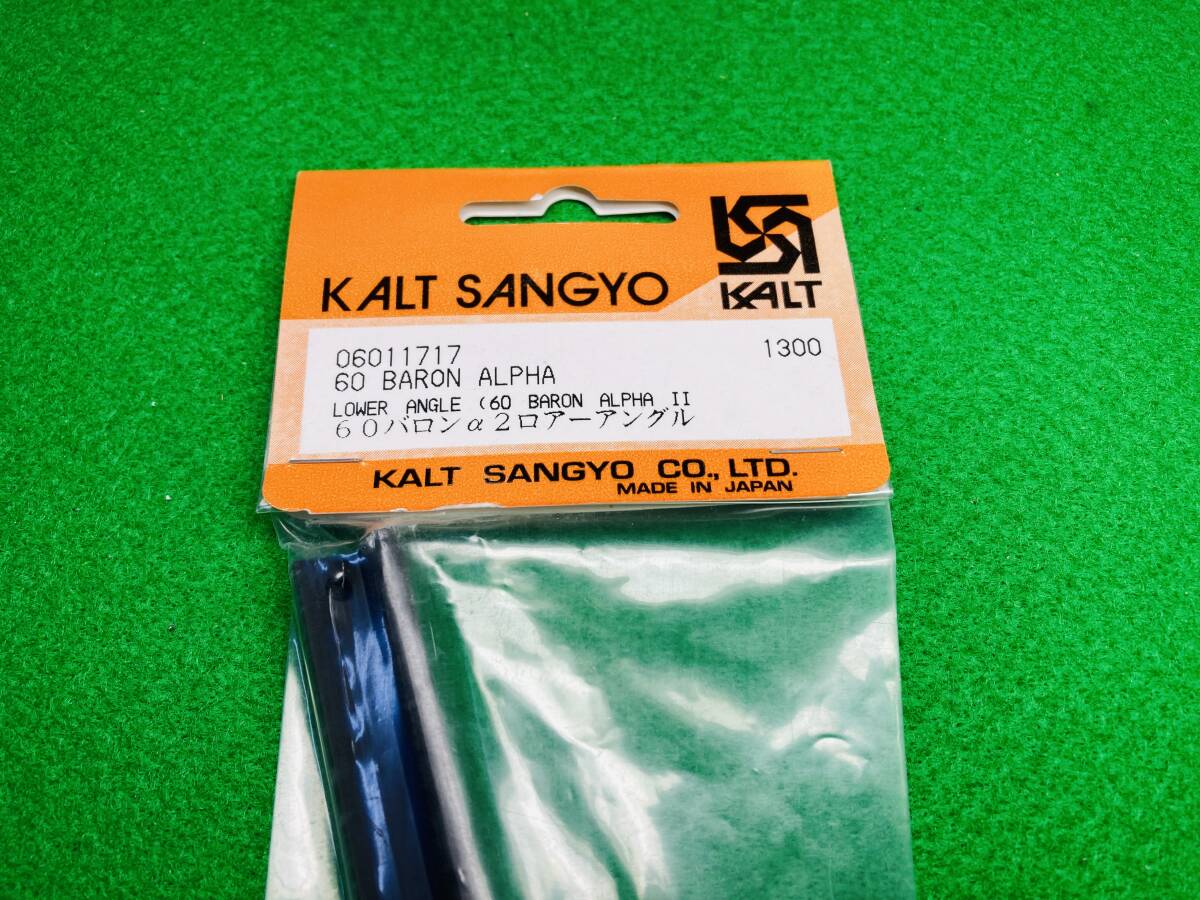 KALT SANGYO
KALT
06011717 1300
60 BARON ALPHA
LOWER ANGLE (60 BARON ALPHA II
60バロンα2ロアーアングル
KALT SANGYO CO., LTD.
MADE IN JAPAN